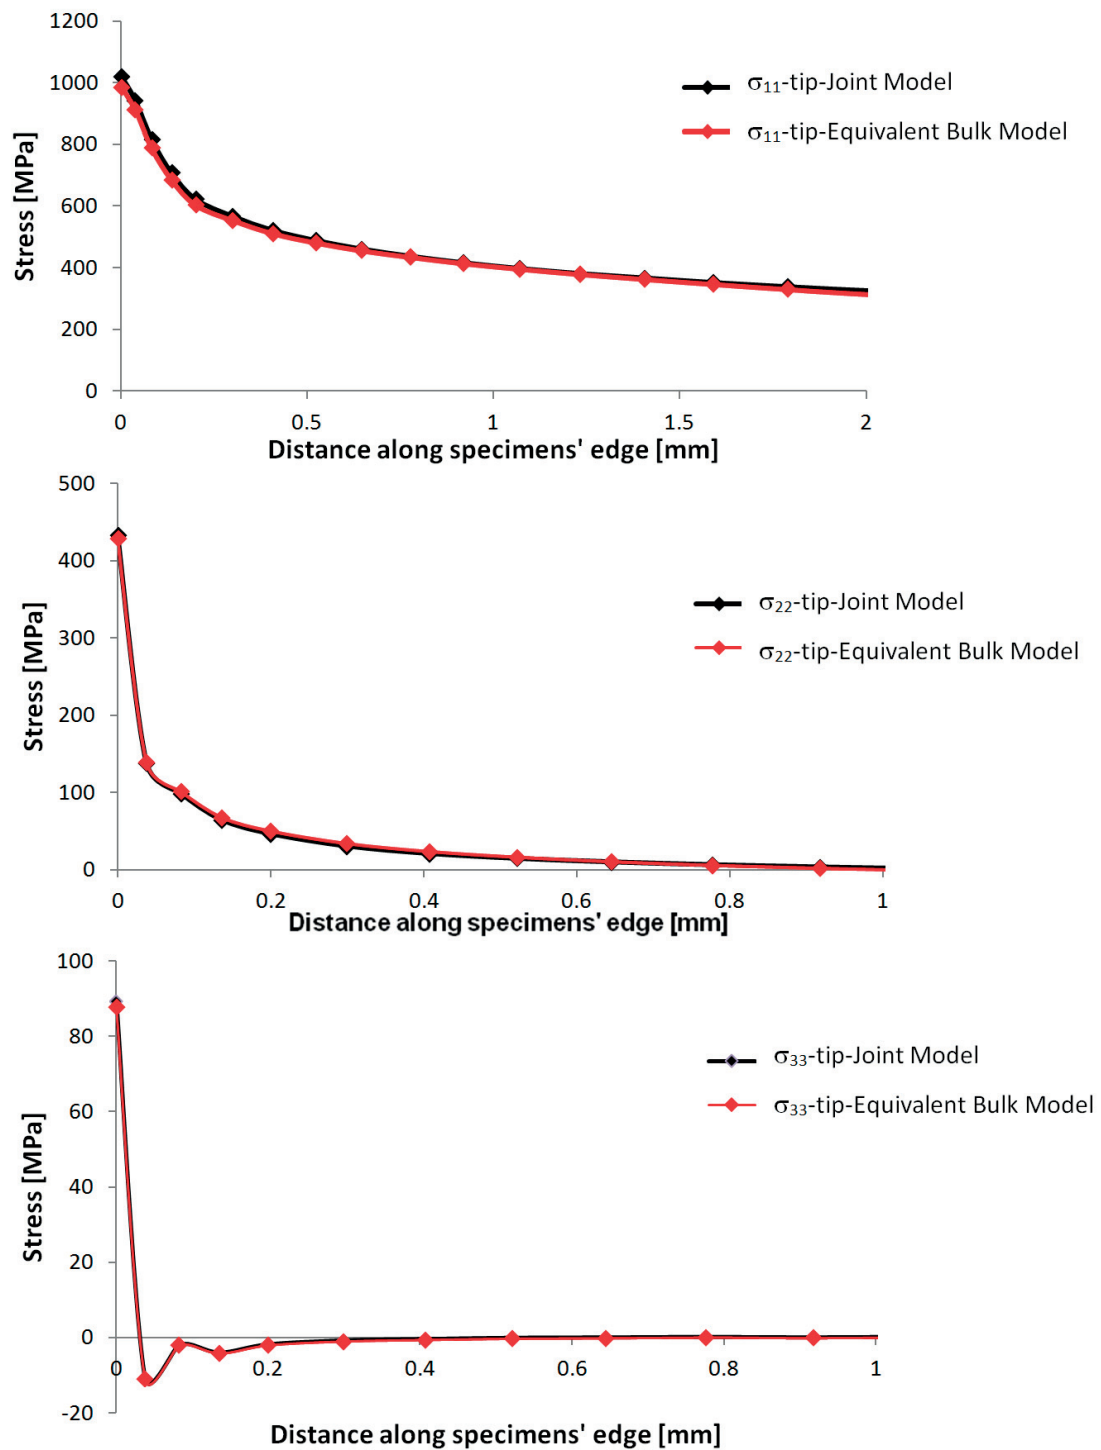 1200
1000
800
600
400
200
0
Stress [MPa]
σ11-tip-Joint Model
σ11-tip-Equivalent Bulk Model
0 0.5 1 1.5 2
Distance along specimens' edge [mm]
500
400
300
200
100
0
Stress [MPa]
σ22-tip-Joint Model
σ22-tip-Equivalent Bulk Model
0 0.2 0.4 0.6 0.8 1
Distance along specimens' edge [mm]
100
80
60
40
20
0
-20
Stress [MPa]
σ33-tip-Joint Model
σ33-tip-Equivalent Bulk Model
0 0.2 0.4 0.6 0.8 1
Distance along specimens' edge [mm]